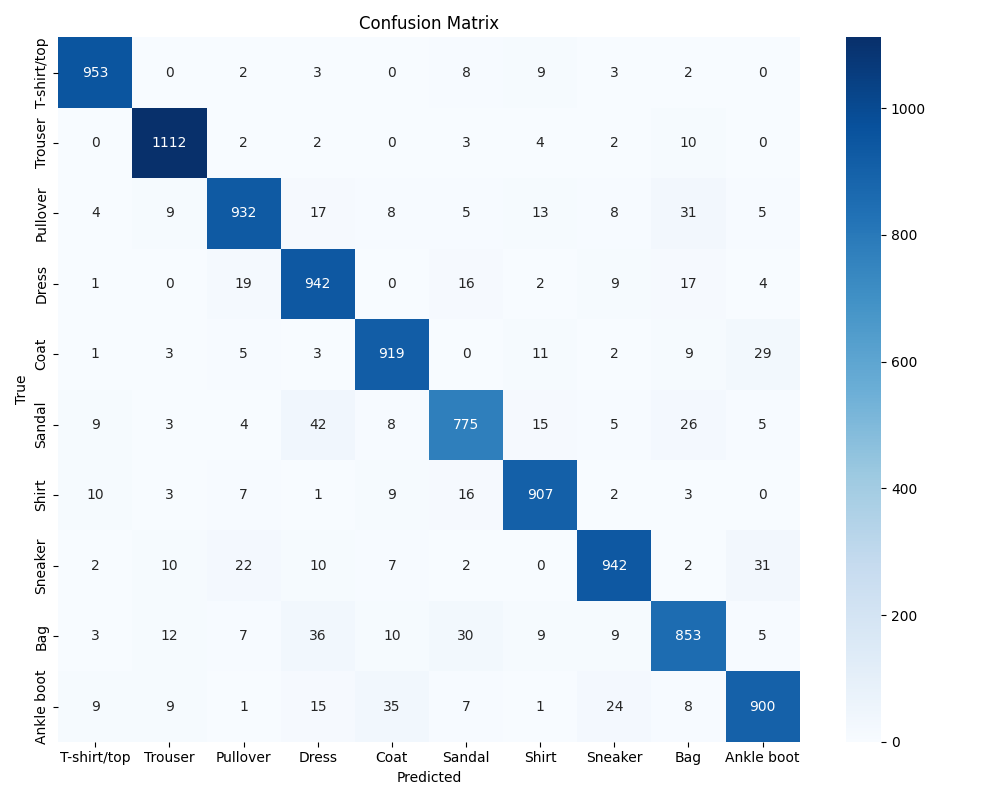 Confusion Matrix
T-shirt/top 953 0 2 3 0 8 9 3 2 0
Trouser 0 1112 2 2 0 3 4 2 10 0
Pullover 4 9 932 17 8 5 13 8 31 5
Dress 1 0 19 942 0 16 2 9 17 4
Coat 1 3 5 3 919 0 11 2 9 29
True
Sandal 9 3 4 42 8 775 15 5 26 5
Shirt 10 3 7 1 9 16 907 2 3 0
Sneaker 2 10 22 10 7 2 0 942 2 31
Bag 3 12 7 36 10 30 9 9 853 5
Ankle boot 9 9 1 15 35 7 1 24 8 900
T-shirt/top Trouser Pullover Dress Coat Sandal Shirt Sneaker Bag Ankle boot
Predicted
1000
800
600
400
200
0